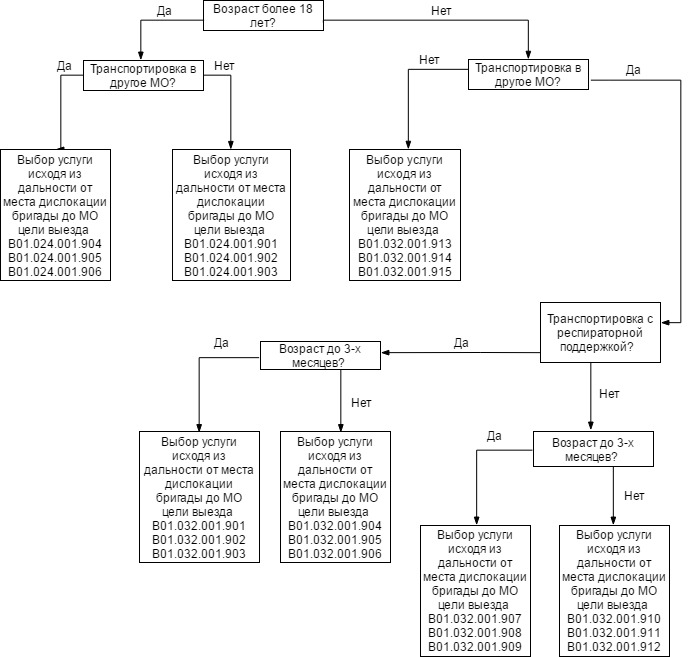 Да
Возраст более 18
лет?
Нет
Да
Транспортировка в
другое МО?
Нет
Нет
Транспортировка в
другое МО?
Да
Выбор услуги
исходя из
дальности от
места дислокации
бригады до МО
цели выезда
B01.024.001.904
B01.024.001.905
B01.024.001.906
Выбор услуги
исходя из
дальности от места
дислокации
бригады до МО
цели выезда
B01.024.001.901
B01.024.001.902
B01.024.001.903
Выбор услуги
исходя из
дальности от
места дислокации
бригады до МО
цели выезда
B01.032.001.913
B01.032.001.914
B01.032.001.915
Транспортировка с
респираторной
поддержкой?
Да
Возраст до 3-х
месяцев?
Да
Нет
Нет
Выбор услуги
исходя из
дальности от места
дислокации
бригады до МО
цели выезда
B01.032.001.901
B01.032.001.902
B01.032.001.903
Выбор услуги
исходя из
дальности от
места дислокации
бригады до МО
цели выезда
B01.032.001.904
B01.032.001.905
B01.032.001.906
Да
Возраст до 3-х
месяцев?
Нет
Выбор услуги
исходя из
дальности от
места дислокации
бригады до МО
цели выезда
B01.032.001.907
B01.032.001.908
B01.032.001.909
Выбор услуги
исходя из
дальности от
места дислокации
бригады до МО
цели выезда
B01.032.001.910
B01.032.001.911
B01.032.001.912